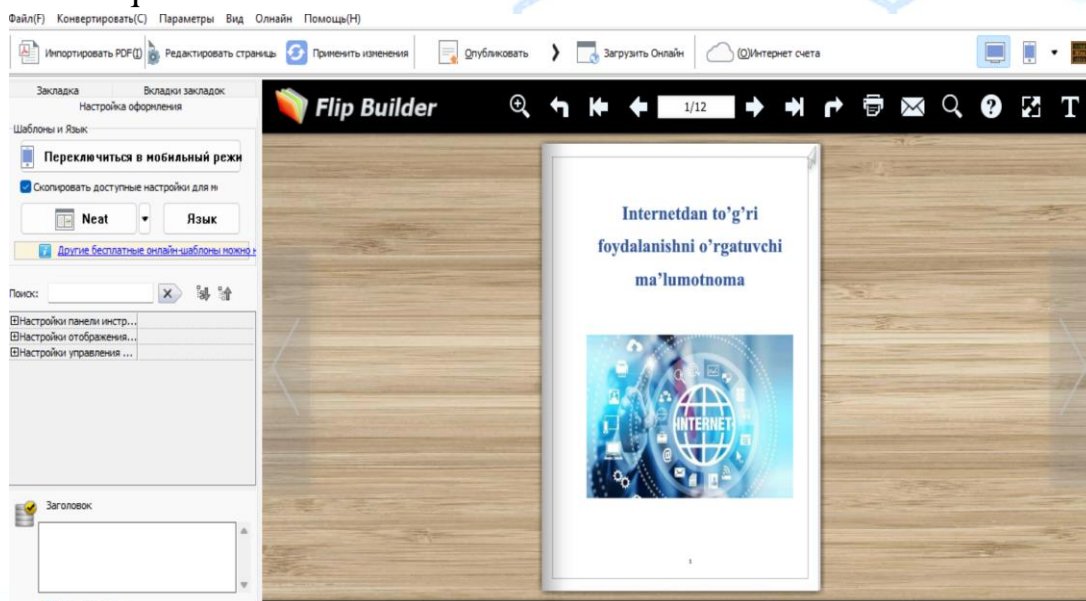 Файл(F) Конвертировать(C) Параметры Вид Олнайн Помощь(H)
Импортировать PDF(I) Редактировать страниць Применить изменения Опубликовать Загрузить Онлайн (O)Интернет счета
Закладка Вкладки закладок
Настройка оформления
Шаблоны и Язык
Переключиться в мобильный режи
Скопировать доступные настройки для м
Neat Язык
Другие бесплатные онлайн-шаблоны можно н
Поиск:
Настройки панели инстр...
Настройки отображения...
Настройки управления ...
Заголовок
Flip Builder 1/12 T
Internetdan to’g’ri
foydalanishni o’rgatuvchi
ma’lumotnoma
INTERNET
1